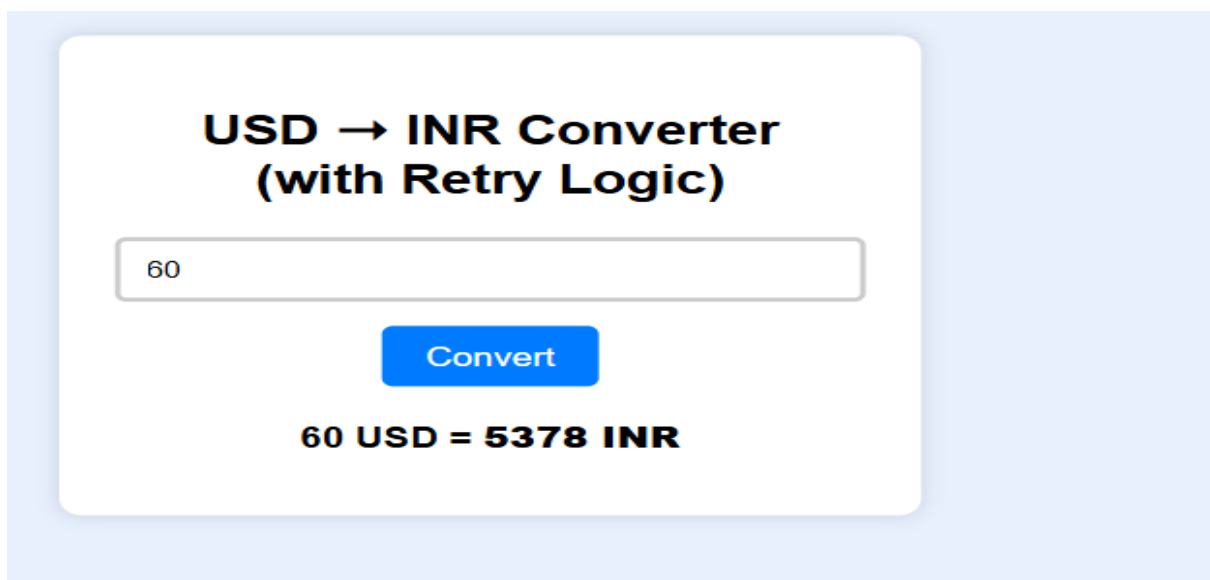 USD → INR Converter
(with Retry Logic)
60
Convert
60 USD = 5378 INR